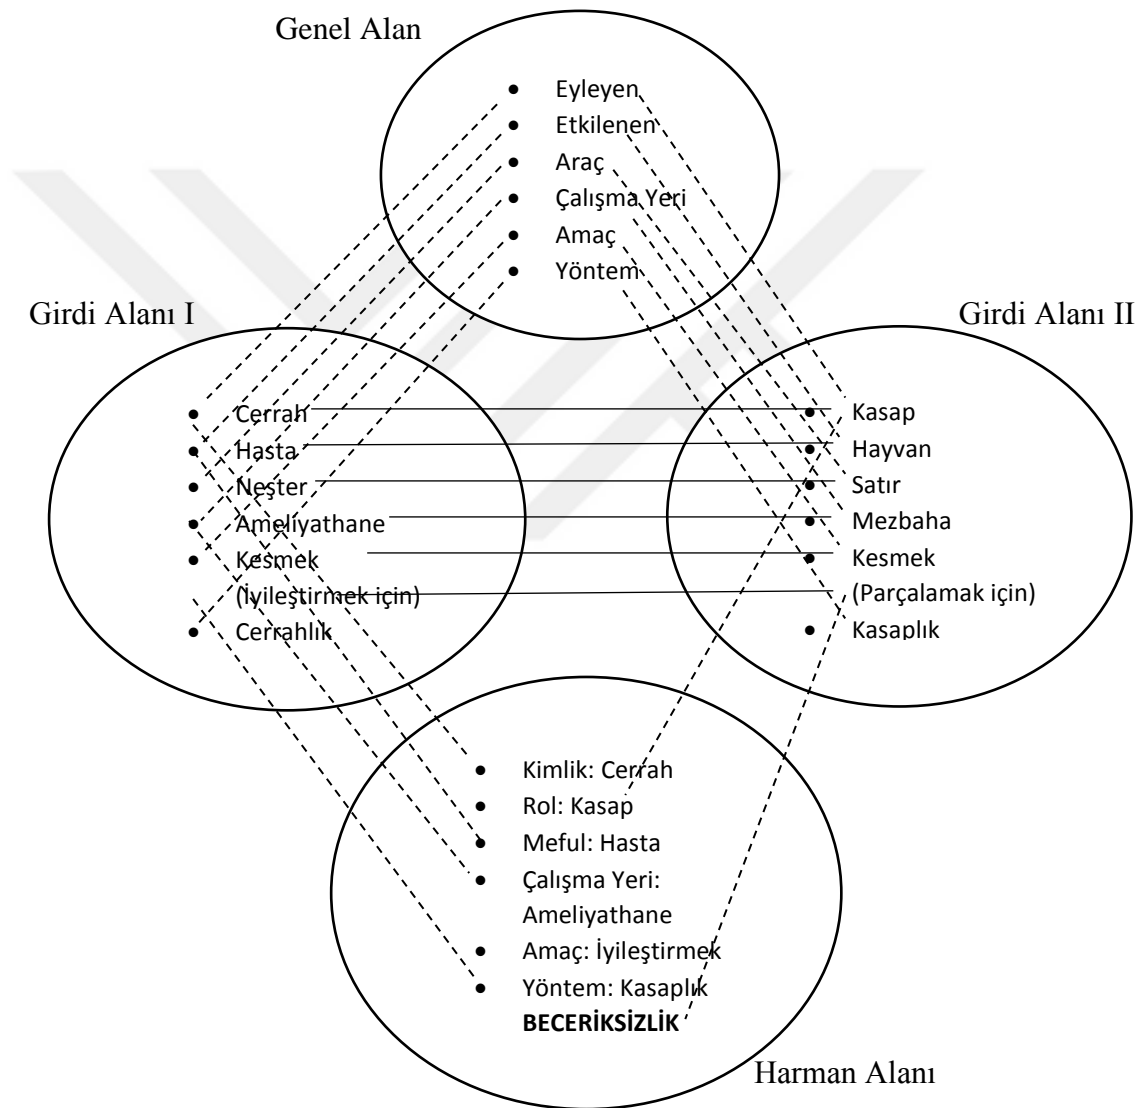 Genel Alan
• Eyleyen
• Etkilenen
• Araç
• Çalışma Yeri
• Amaç
• Yöntem
Girdi Alanı I
• Cerrah
• Hasta
• Neşter
• Ameliyathane
• Kesmek
(İyileştirmek için)
• Cerrahlık
Girdi Alanı II
• Kasap
• Hayvan
• Satır
• Mezbaha
• Kesmek
(Parçalamak için)
• Kasaplık
• Kimlik: Cerrah
• Rol: Kasap
• Meful: Hasta
• Çalışma Yeri:
Ameliyathane
• Amaç: İyileştirmek
• Yöntem: Kasaplık
BECERİKSİZLİK
Harman Alanı